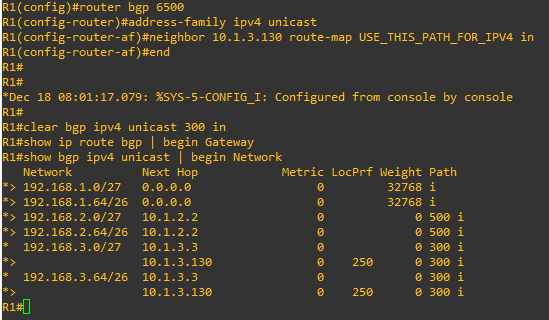 R1(config)#router bgp 6500
R1(config-router)#address-family ipv4 unicast
R1(config-router-af)#neighbor 10.1.3.130 route-map USE_THIS_PATH_FOR_IPV4 in
R1(config-router-af)#end
R1#
R1#
*Dec 18 08:01:17.079: %SYS-5-CONFIG_I: Configured from console by console
R1#
R1#clear bgp ipv4 unicast 300 in
R1#show ip route bgp | begin Gateway
R1#show bgp ipv4 unicast | begin Network
     Network          Next Hop            Metric LocPrf Weight Path
 *>  192.168.1.0/27   0.0.0.0                  0         32768 i
 *>  192.168.1.64/26  0.0.0.0                  0         32768 i
 *>  192.168.2.0/27   10.1.2.2                 0             0 500 i
 *>  192.168.2.64/26  10.1.2.2                 0             0 500 i
 *   192.168.3.0/27   10.1.3.3                 0             0 300 i
 *>                   10.1.3.130               0    250      0 300 i
 *   192.168.3.64/26  10.1.3.3                 0             0 300 i
 *>                   10.1.3.130               0    250      0 300 i
R1#